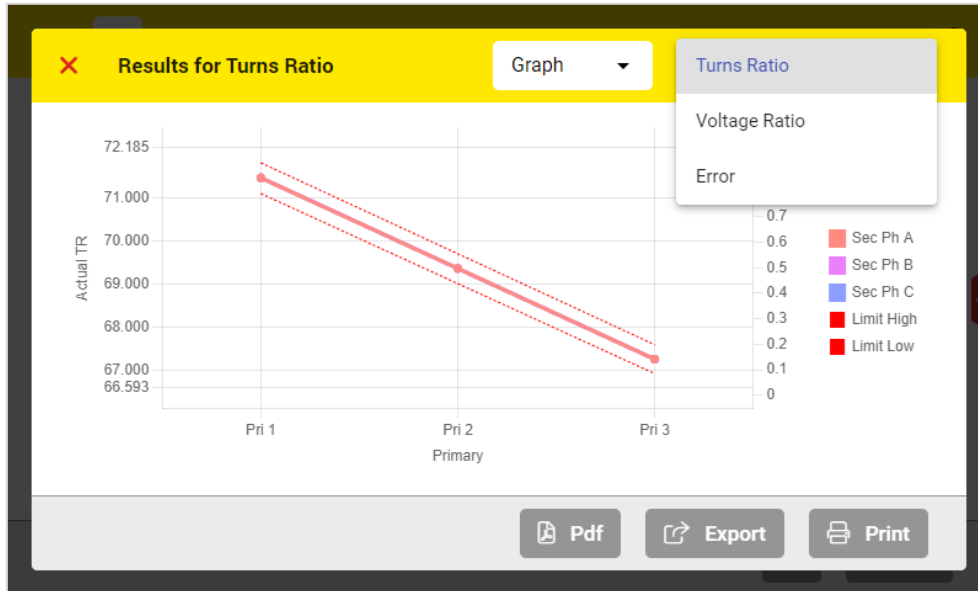 Results for Turns Ratio
Graph
Turns Ratio
Voltage Ratio
Error
72.185
71.000
70.000
69.000
68.000
67.000
66.593
Actual TR
Pri 1
Pri 2
Pri 3
Primary
0.7
0.6
0.5
0.4
0.3
0.2
0.1
0
Sec Ph A
Sec Ph B
Sec Ph C
Limit High
Limit Low
Pdf
Export
Print